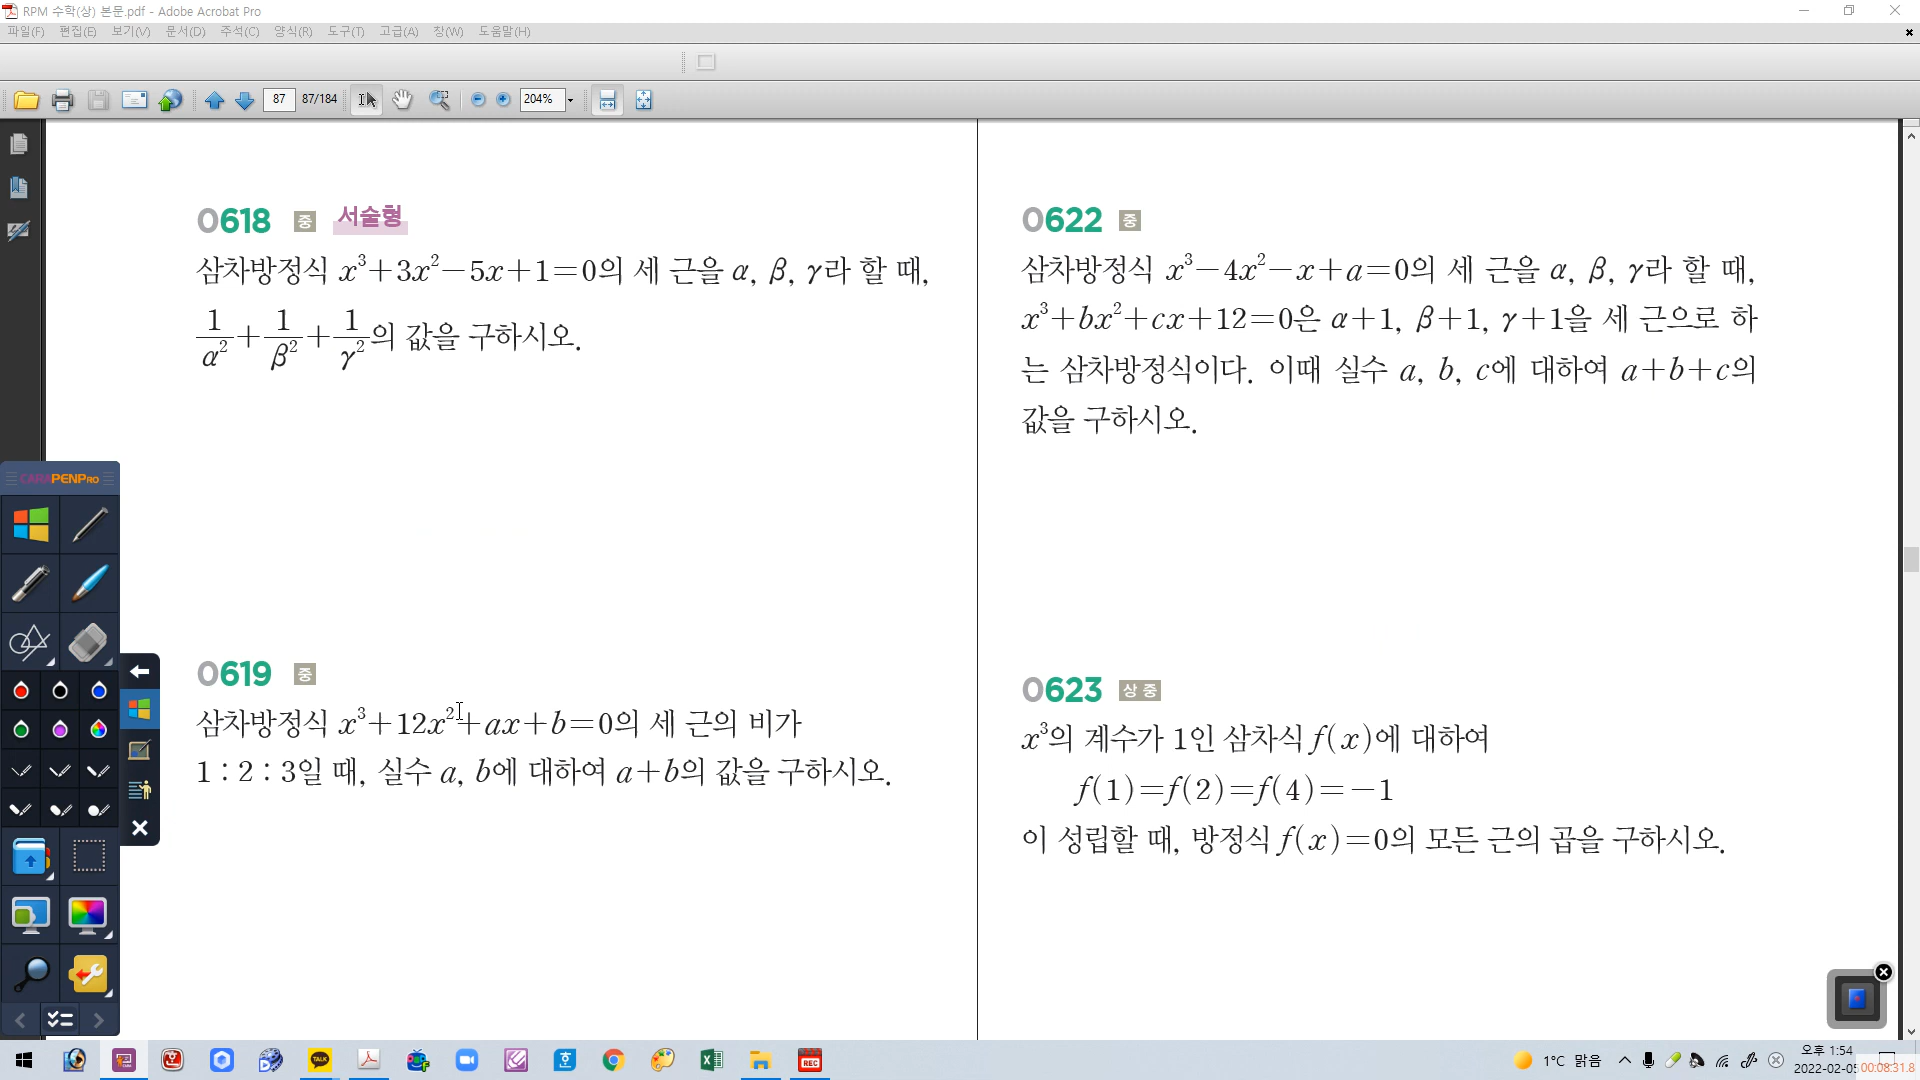 RPM 수학(상) 본문.pdf - Adobe Acrobat Pro
파일(F) 편집(E) 보기(V) 문서(D) 주석(C) 양식(R) 도구(T) 고급(A) 창(W) 도움말(H)
87 87/184 204%
0618 중 서술형
삼차방정식 x³+3x²−5x+1=0의 세 근을 α, β, γ라 할 때,
1/α²+1/β²+1/γ²의 값을 구하시오.
0619 중
삼차방정식 x³+12x²+ax+b=0의 세 근의 비가
1 : 2 : 3일 때, 실수 a, b에 대하여 a+b의 값을 구하시오.
0622 중
삼차방정식 x³−4x²−x+a=0의 세 근을 α, β, γ라 할 때,
x³+bx²+cx+12=0은 α+1, β+1, γ+1을 세 근으로 하
는 삼차방정식이다. 이때 실수 a, b, c에 대하여 a+b+c의
값을 구하시오.
0623 상 중
x³의 계수가 1인 삼차식 f(x)에 대하여
f(1)=f(2)=f(4)=−1
이 성립할 때, 방정식 f(x)=0의 모든 근의 곱을 구하시오.
CARAPENPRO
TALK
REC
1°C 맑음
오후 1:54
2022-02-05
00:08:31.8